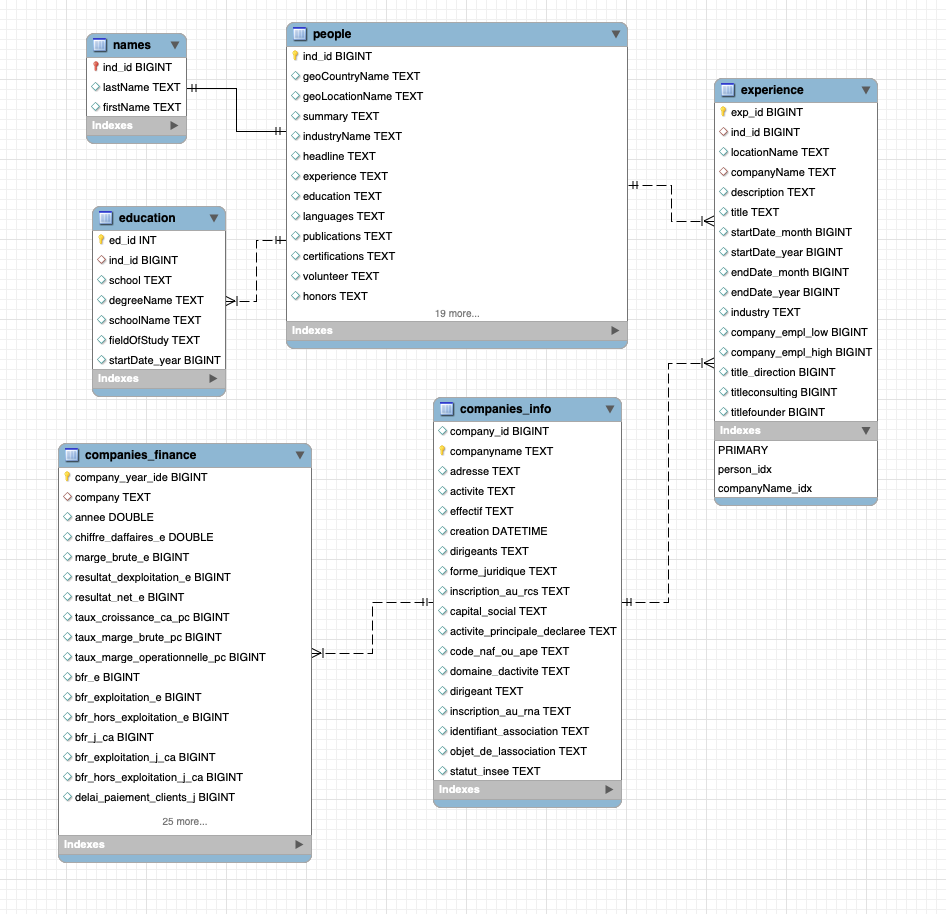 names
ind_id BIGINT
lastName TEXT
firstName TEXT
Indexes
people
ind_id BIGINT
geoCountryName TEXT
geoLocationName TEXT
summary TEXT
industryName TEXT
headline TEXT
experience TEXT
education TEXT
languages TEXT
publications TEXT
certifications TEXT
volunteer TEXT
honors TEXT
19 more...
Indexes
experience
exp_id BIGINT
ind_id BIGINT
locationName TEXT
companyName TEXT
description TEXT
title TEXT
startDate_month BIGINT
startDate_year BIGINT
endDate_month BIGINT
endDate_year BIGINT
industry TEXT
company_empl_low BIGINT
company_empl_high BIGINT
title_direction BIGINT
titleconsulting BIGINT
titlefounder BIGINT
Indexes
PRIMARY
person_idx
companyName_idx
education
ed_id INT
ind_id BIGINT
school TEXT
degreeName TEXT
schoolName TEXT
fieldOfStudy TEXT
startDate_year BIGINT
Indexes
companies_info
company_id BIGINT
companyname TEXT
adresse TEXT
activite TEXT
effectif TEXT
creation DATETIME
dirigeants TEXT
forme_juridique TEXT
inscription_au_rcs TEXT
capital_social TEXT
activite_principale_declaree TEXT
code_naf_ou_ape TEXT
domaine_dactivite TEXT
dirigeant TEXT
inscription_au_rna TEXT
identifiant_association TEXT
objet_de_lassociation TEXT
statut_insee TEXT
Indexes
companies_finance
company_year_ide BIGINT
company TEXT
annee DOUBLE
chiffre_daffaires_e DOUBLE
marge_brute_e BIGINT
resultat_dexploitation_e BIGINT
resultat_net_e BIGINT
taux_croissance_ca_pc BIGINT
taux_marge_brute_pc BIGINT
taux_marge_operationnelle_pc BIGINT
bfr_e BIGINT
bfr_exploitation_e BIGINT
bfr_hors_exploitation_e BIGINT
bfr_j_ca BIGINT
bfr_exploitation_j_ca BIGINT
bfr_hors_exploitation_j_ca BIGINT
delai_paiement_clients_j BIGINT
25 more...
Indexes